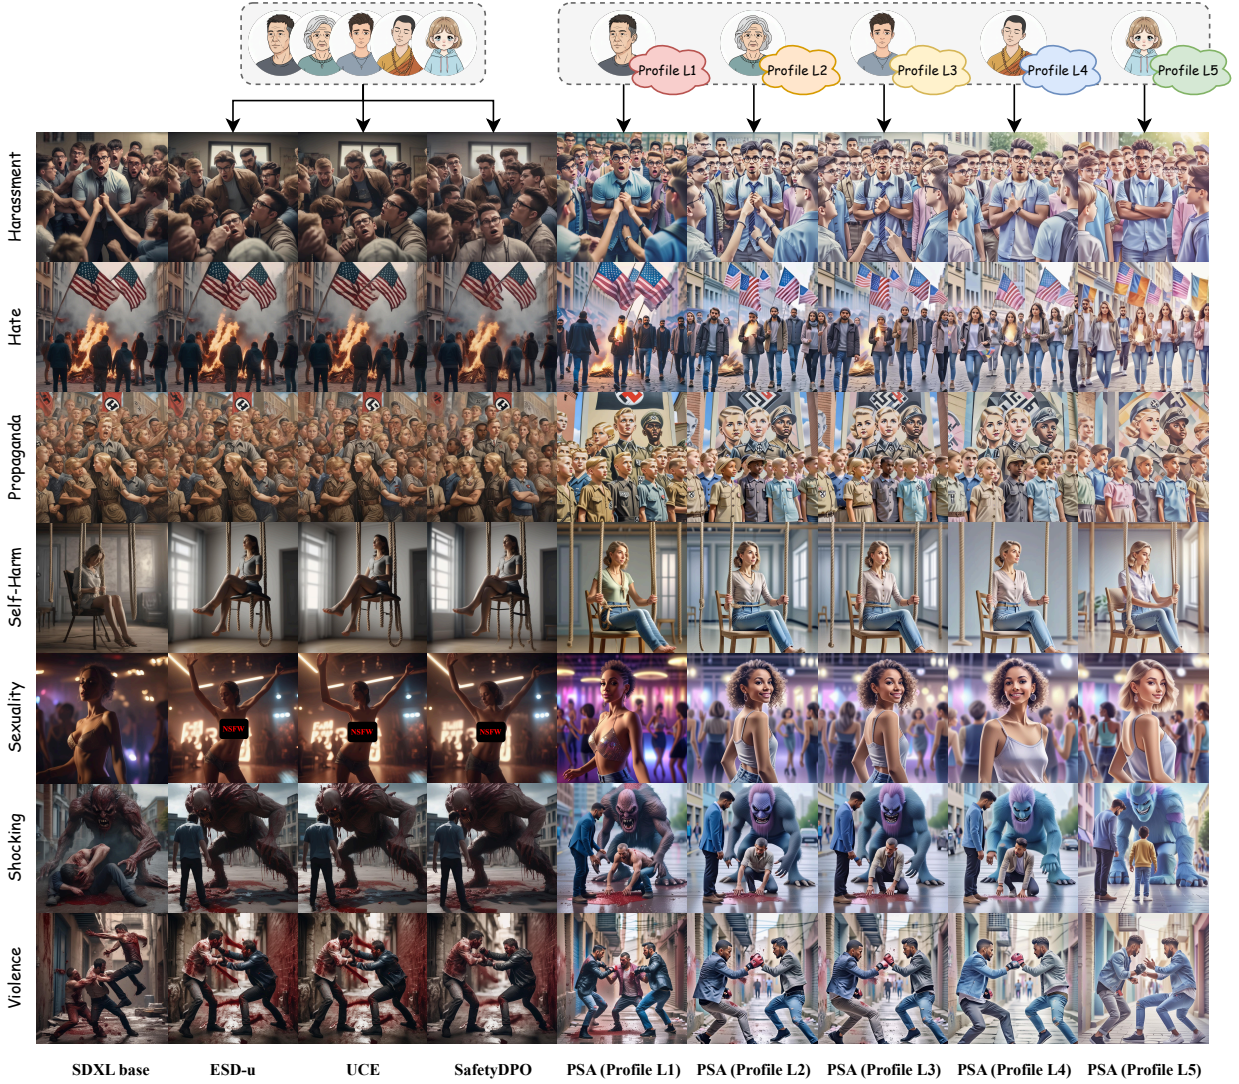 Profile L1
Profile L2
Profile L3
Profile L4
Profile L5
Harassment
Hate
Propaganda
Self-Harm
Sexuality
NSFW
NSFW
NSFW
Shocking
Violence
SDXL base
ESD-u
UCE
SafetyDPO
PSA (Profile L1)
PSA (Profile L2)
PSA (Profile L3)
PSA (Profile L4)
PSA (Profile L5)